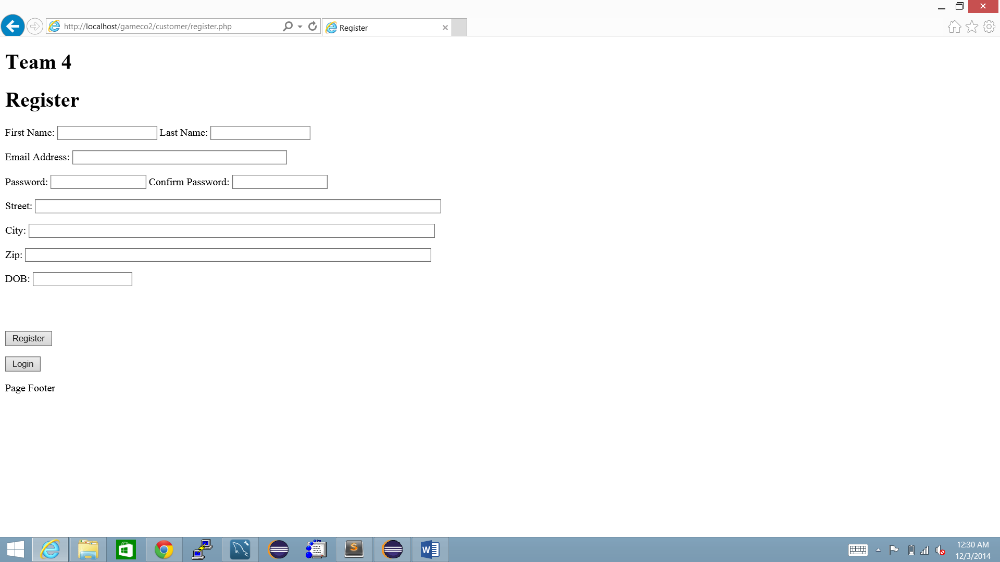 http://localhost/gameco2/customer/register.php
Register
Team 4
Register
First Name: Last Name:
Email Address:
Password: Confirm Password:
Street:
City:
Zip:
DOB:
Register
Login
Page Footer
12:30 AM
12/3/2014